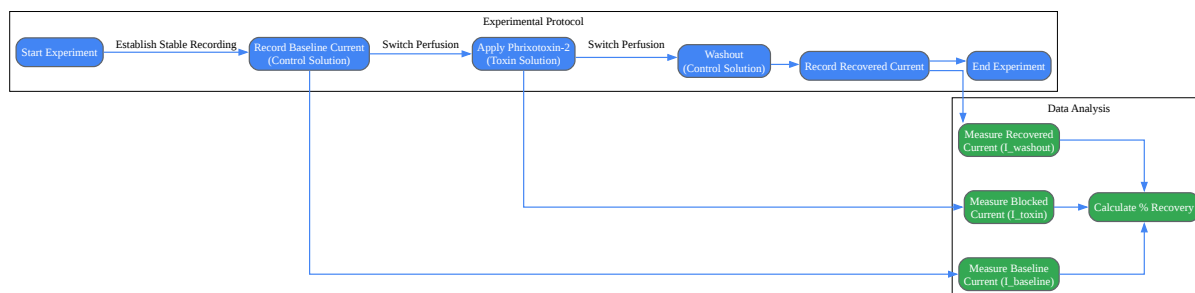 Experimental Protocol
Start Experiment
Establish Stable Recording
Record Baseline Current
(Control Solution)
Switch Perfusion
Apply Phrixotoxin-2
(Toxin Solution)
Switch Perfusion
Washout
(Control Solution)
Record Recovered Current
End Experiment
Data Analysis
Measure Recovered
Current (I_washout)
Measure Blocked
Current (I_toxin)
Calculate % Recovery
Measure Baseline
Current (I_baseline)